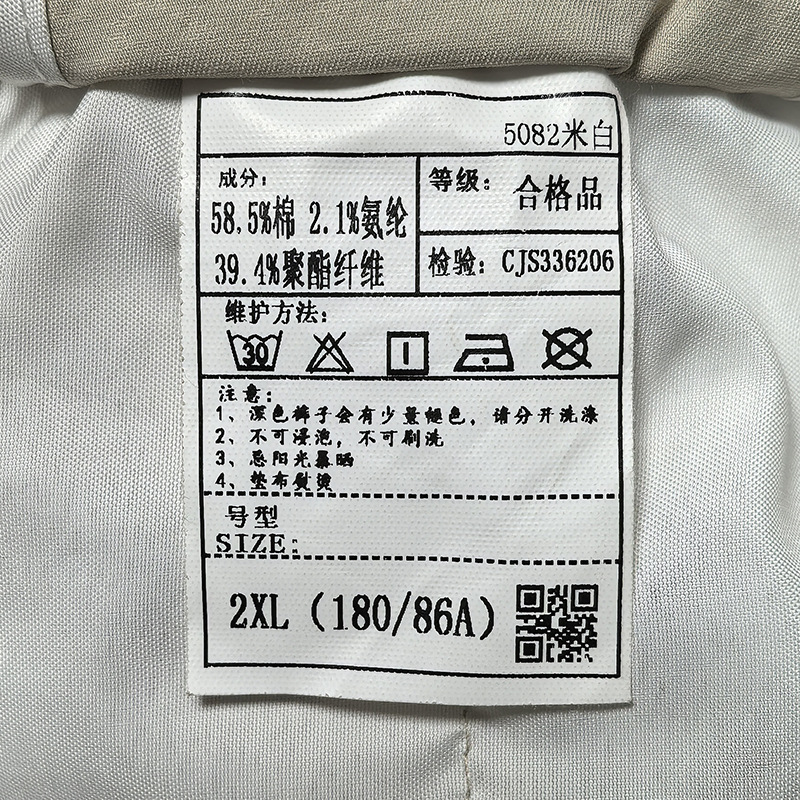 5082米白
成分:
58.5%棉 2.1%氨纶
39.4%聚酯纤维
等级: 合格品
检验: CJS336206
维护方法:
30
注意:
1、深色裤子会有少量褪色, 请分开洗涤
2、不可浸泡, 不可刷洗
3、忌阳光暴晒
4、垫布熨烫
号型
SIZE:
2XL (180/86A)